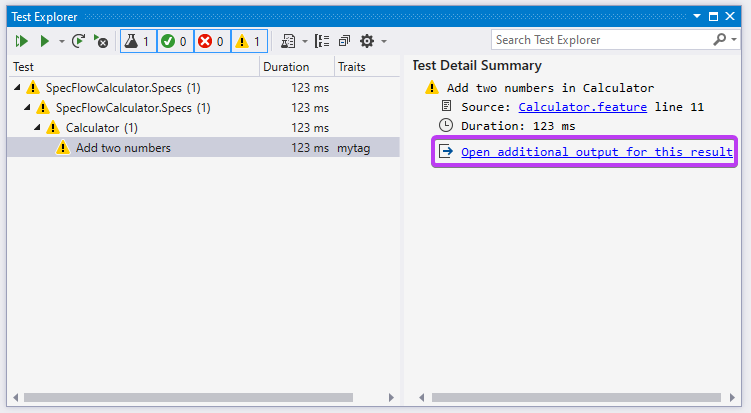 Test Explorer
1 0 0 1
Search Test Explorer
Test Duration Traits
SpecFlowCalculator.Specs (1) 123 ms
SpecFlowCalculator.Specs (1) 123 ms
Calculator (1) 123 ms
Add two numbers 123 ms mytag
Test Detail Summary
Add two numbers in Calculator
Source: Calculator.feature line 11
Duration: 123 ms
Open additional output for this result